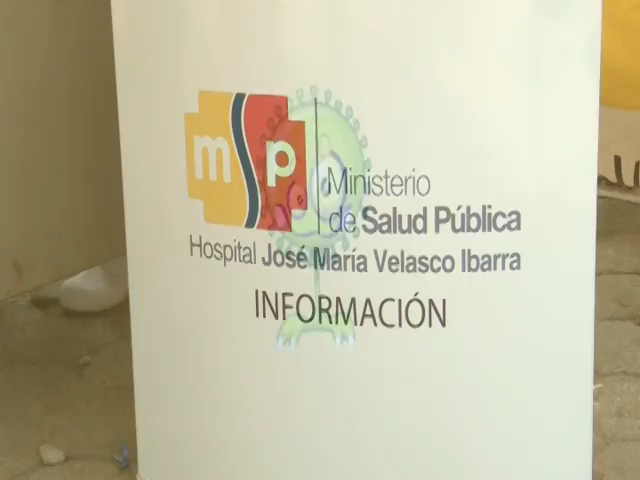 msp
Ministerio
de Salud Pública
Hospital José María Velasco Ibarra
INFORMACIÓN